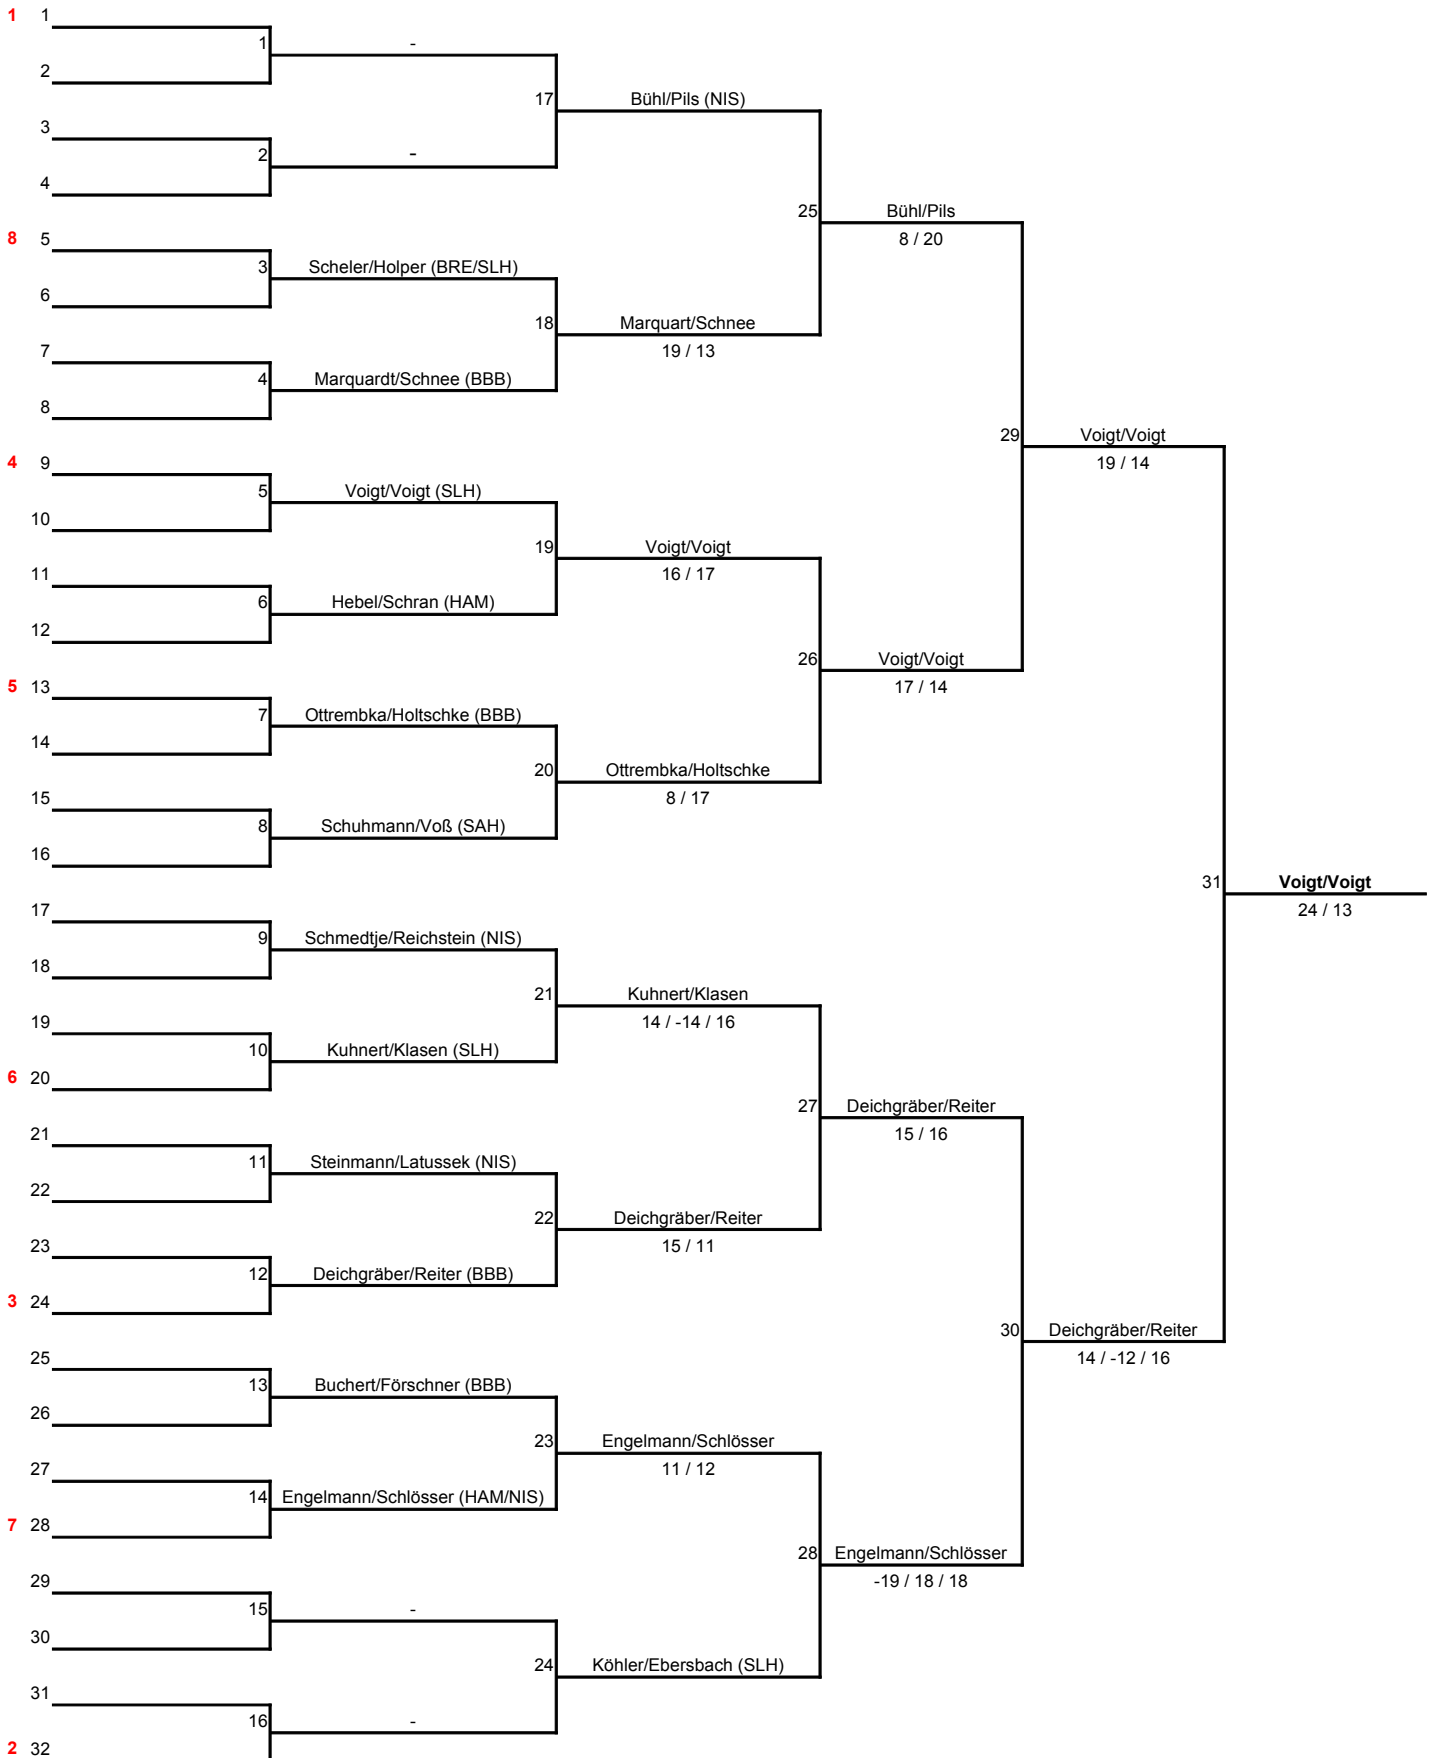 1 1
1 -
2
17 Bühl/Pils (NIS)
3
2 -
4
25 Bühl/Pils
8 5
8 / 20
3 Scheler/Holper (BRE/SLH)
6
18 Marquart/Schnee
7
19 / 13
4 Marquardt/Schnee (BBB)
8
29 Voigt/Voigt
4 9
19 / 14
5 Voigt/Voigt (SLH)
10
19 Voigt/Voigt
11
16 / 17
6 Hebel/Schran (HAM)
12
26 Voigt/Voigt
5 13
17 / 14
7 Ottrembka/Holtschke (BBB)
14
20 Ottrembka/Holtschke
15
8 / 17
8 Schuhmann/Voß (SAH)
16
31 Voigt/Voigt
17
24 / 13
9 Schmedtje/Reichstein (NIS)
18
21 Kuhnert/Klasen
19
14 / -14 / 16
10 Kuhnert/Klasen (SLH)
6 20
27 Deichgräber/Reiter
21
15 / 16
11 Steinmann/Latussek (NIS)
22
22 Deichgräber/Reiter
23
15 / 11
12 Deichgräber/Reiter (BBB)
3 24
30 Deichgräber/Reiter
25
14 / -12 / 16
13 Buchert/Förschner (BBB)
26
23 Engelmann/Schlösser
27
11 / 12
14 Engelmann/Schlösser (HAM/NIS)
7 28
28 Engelmann/Schlösser
29
-19 / 18 / 18
15 -
30
24 Köhler/Ebersbach (SLH)
31
16 -
2 32